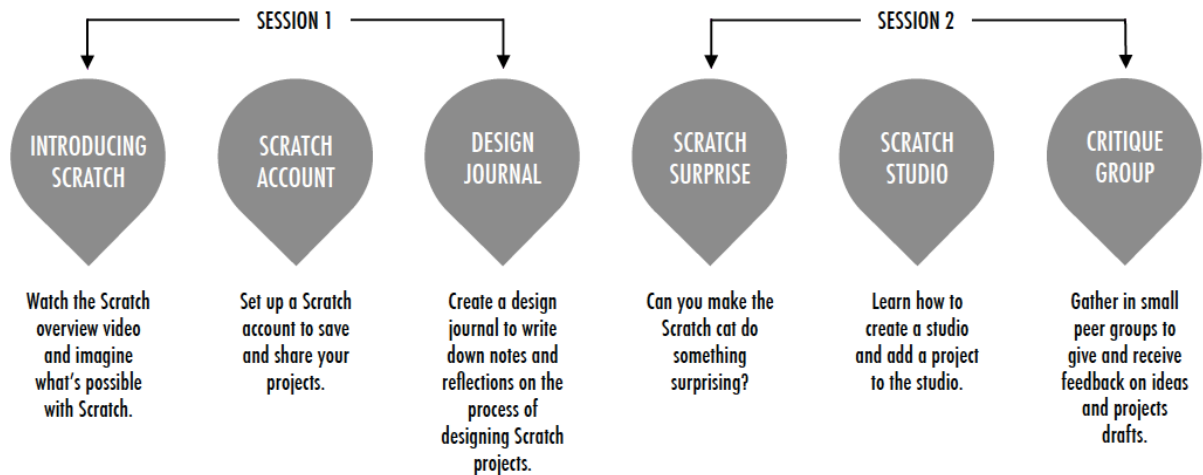 SESSION 1
SESSION 2
INTRODUCING
SCRATCH
SCRATCH
ACCOUNT
DESIGN
JOURNAL
SCRATCH
SURPRISE
SCRATCH
STUDIO
CRITIQUE
GROUP
Watch the Scratch
overview video
and imagine
what's possible
with Scratch.
Set up a Scratch
account to save
and share your
projects.
Create a design
journal to write
down notes and
reflections on the
process of
designing Scratch
projects.
Can you make the
Scratch cat do
something
surprising?
Learn how to
create a studio
and add a project
to the studio.
Gather in small
peer groups to
give and receive
feedback on ideas
and projects
drafts.